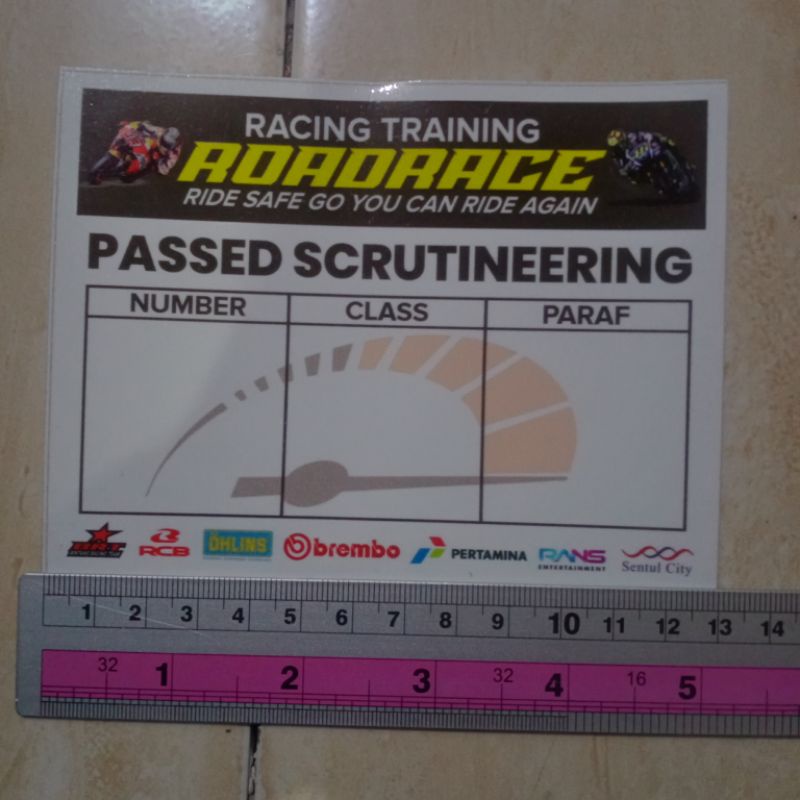 RACING TRAINING
ROADRACE
RIDE SAFE GO YOU CAN RIDE AGAIN
PASSED SCRUTINEERING
NUMBER CLASS PARAF
RCB ÖHLINS brembo PERTAMINA RANS ENTERTAINMENT Sentul City
1 2 3 4 5 6 7 8 9 10 11 12 13 14
32 1 2 3 32 4 16 5